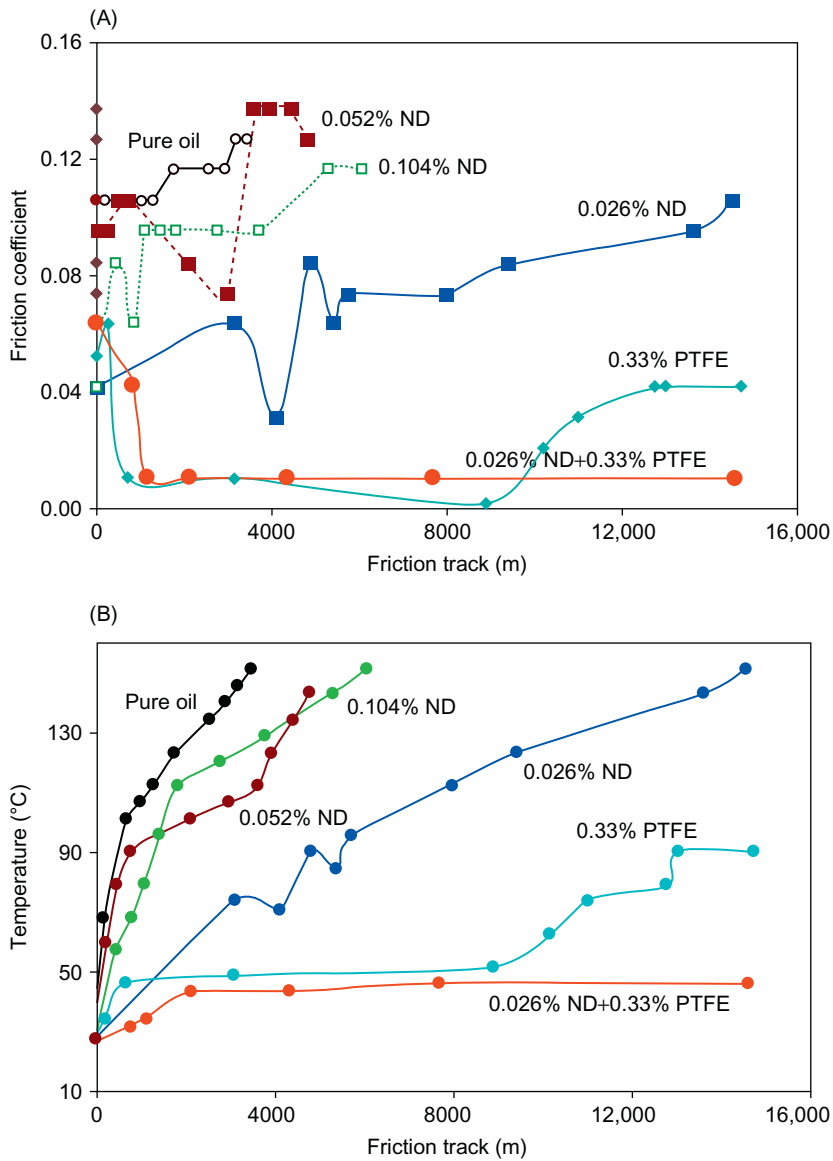 (A)
0.16
0.12
0.08
0.04
0.00
Friction coefficient
Pure oil
0.052% ND
0.104% ND
0.026% ND
0.33% PTFE
0.026% ND+0.33% PTFE
0
4000
8000
12,000
16,000
Friction track (m)
(B)
130
90
50
10
Temperature (°C)
Pure oil
0.104% ND
0.052% ND
0.026% ND
0.33% PTFE
0.026% ND+0.33% PTFE
0
4000
8000
12,000
16,000
Friction track (m)